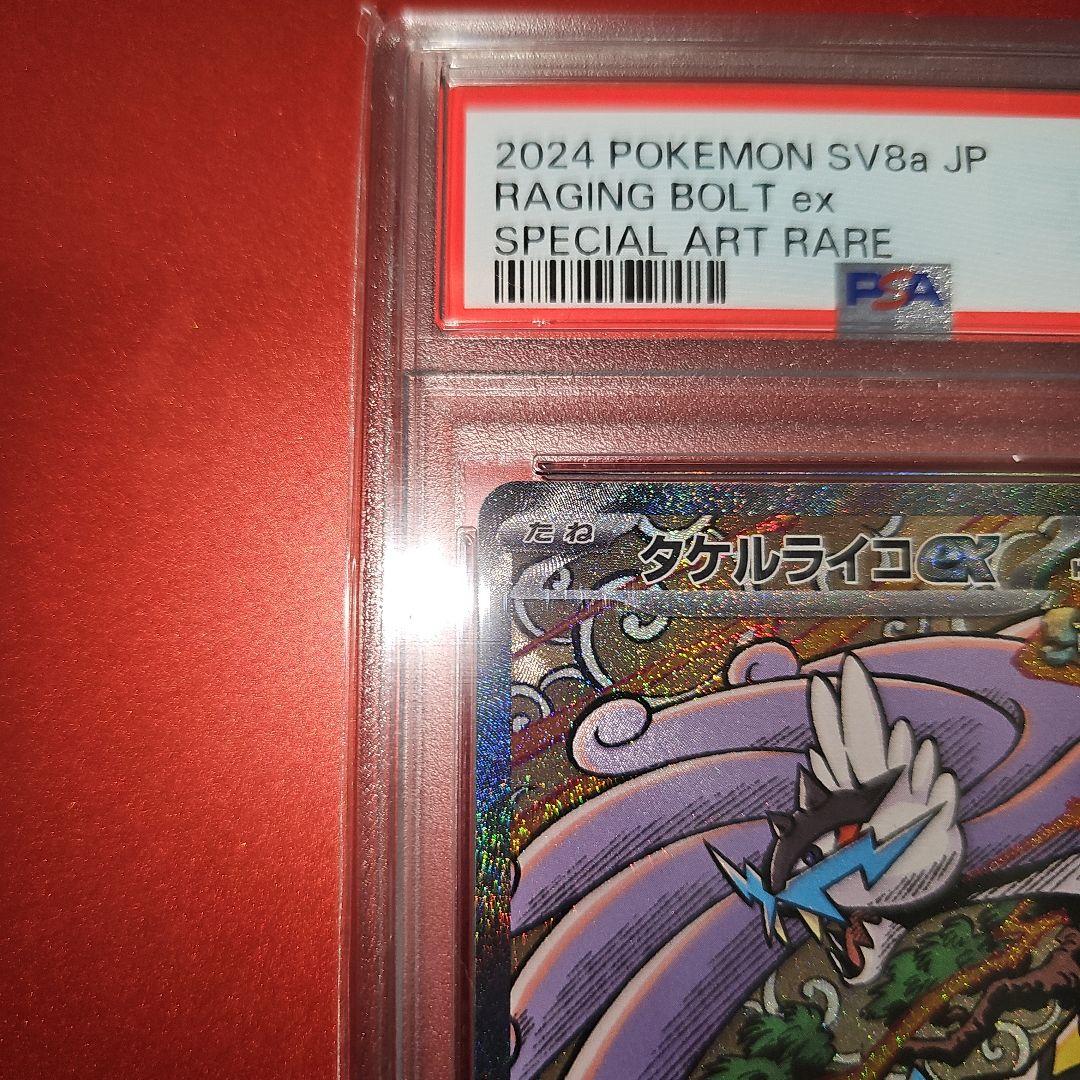 2024 POKEMON SV8a JP
RAGING BOLT ex
SPECIAL ART RARE
PSA
たね
タケルライコex